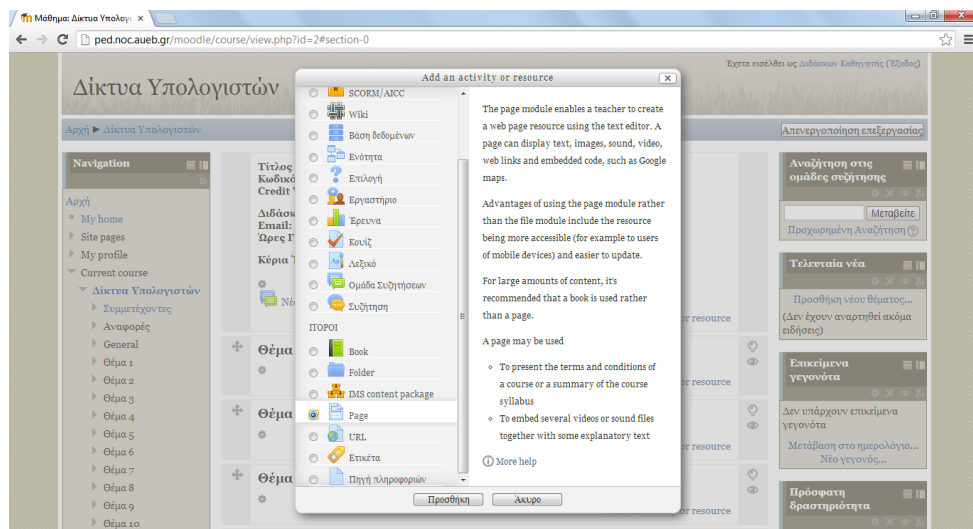 Μάθημα: Δίκτυα Υπολογι
ped.noc.aueb.gr/moodle/course/view.php?id=2#section-0
Έχετε εισέλθει ως Διδάσκων Καθηγητής (Έξοδος)
Δίκτυα Υπολογιστών
Αρχή ► Δίκτυα Υπολογιστών
Απενεργοποίηση επεξεργασίας
Navigation
Αρχή
My home
Site pages
My profile
Current course
Δίκτυα Υπολογιστών
Συμμετέχοντες
Αναφορές
General
Θέμα 1
Θέμα 2
Θέμα 3
Θέμα 4
Θέμα 5
Θέμα 6
Θέμα 7
Θέμα 8
Θέμα 9
Θέμα 10
Τίτλος
Κωδικό
Credit
Διδάσκ
Email:
Ώρες Γ
Κύρια
Νέ
Θέμα
Θέμα
Θέμα
Add an activity or resource
SCORM/AICC
Wiki
Βάση δεδομένων
Ενότητα
Επιλογή
Εργαστήριο
Έρευνα
Κουίζ
Λεξικό
Ομάδα Συζητήσεων
Συζήτηση
ΠΟΡΟΙ
Book
Folder
IMS content package
Page
URL
Ετικέτα
Πηγή πληροφοριών
The page module enables a teacher to create
a web page resource using the text editor. A
page can display text, images, sound, video,
web links and embedded code, such as Google
maps.
Advantages of using the page module rather
than the file module include the resource
being more accessible (for example to users
of mobile devices) and easier to update.
For large amounts of content, it's
recommended that a book is used rather
than a page.
A page may be used
To present the terms and conditions of
a course or a summary of the course
syllabus
To embed several videos or sound files
together with some explanatory text
More help
Προσθήκη
Άκυρο
or resource
or resource
or resource
or resource
Αναζήτηση στις
ομάδες συζήτησης
Μεταβείτε
Προχωρημένη Αναζήτηση
Τελευταία νέα
Προσθήκη νέου θέματος...
(Δεν έχουν αναρτηθεί ακόμα
ειδήσεις)
Επικείμενα
γεγονότα
Δεν υπάρχουν επικείμενα
γεγονότα
Μετάβαση στο ημερολόγιο...
Νέο γεγονός...
Πρόσφατη
δραστηριότητα